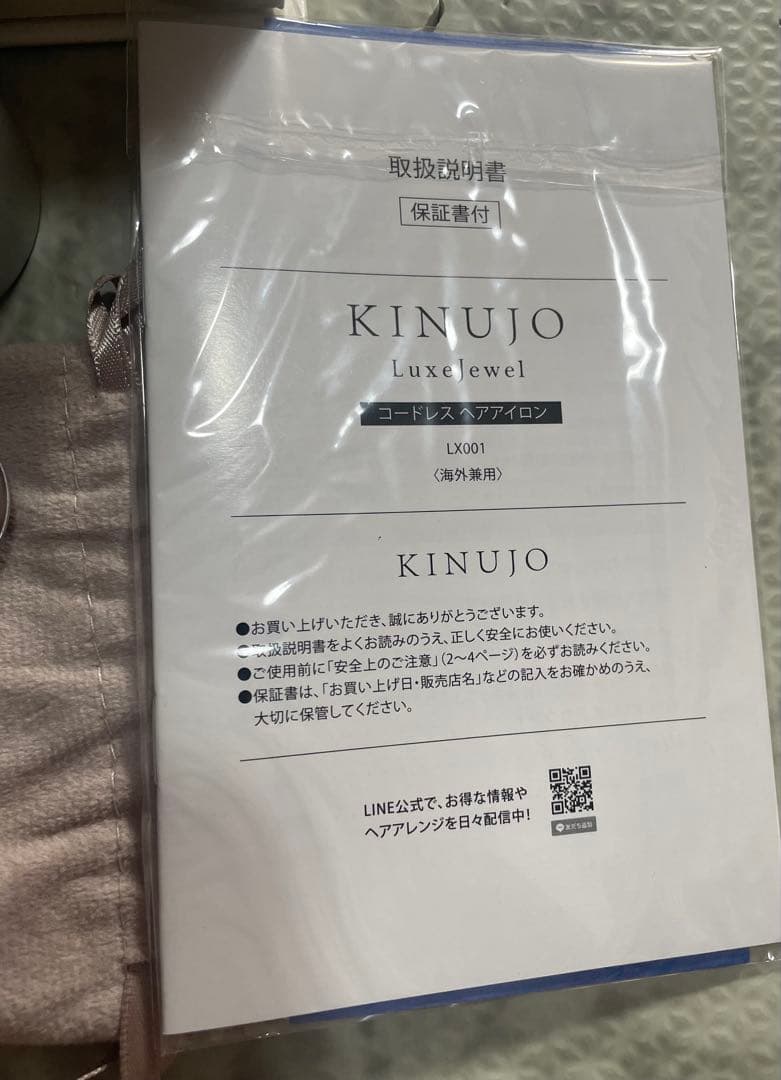 取扱説明書
保証書付
KINUJO
LuxeJewel
コードレス ヘアアイロン
LX001
〈海外兼用〉
KINUJO
●お買い上げいただき、誠にありがとうございます。
●取扱説明書をよくお読みのうえ、正しく安全にお使いください。
●ご使用前に「安全上のご注意」(2〜4ページ)を必ずお読みください。
●保証書は、「お買い上げ日・販売店名」などの記入をお確かめのうえ、
大切に保管してください。
LINE公式で、お得な情報や
ヘアアレンジを日々配信中!
友だち追加